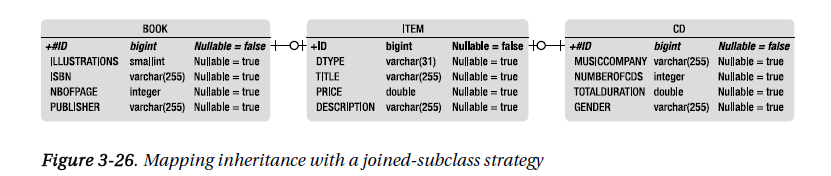 BOOK
+#ID bigint Nullable = false
ILLUSTRATIONS smallint Nullable = true
ISBN varchar(255) Nullable = true
NBOFPAGE integer Nullable = true
PUBLISHER varchar(255) Nullable = true
ITEM
+ID bigint Nullable = false
DTYPE varchar(31) Nullable = true
TITLE varchar(255) Nullable = true
PRICE double Nullable = true
DESCRIPTION varchar(255) Nullable = true
CD
+#ID bigint Nullable = false
MUSICCOMPANY varchar(255) Nullable = true
NUMBEROFCDS integer Nullable = true
TOTALDURATION double Nullable = true
GENDER varchar(255) Nullable = true
Figure 3-26. Mapping inheritance with a joined-subclass strategy